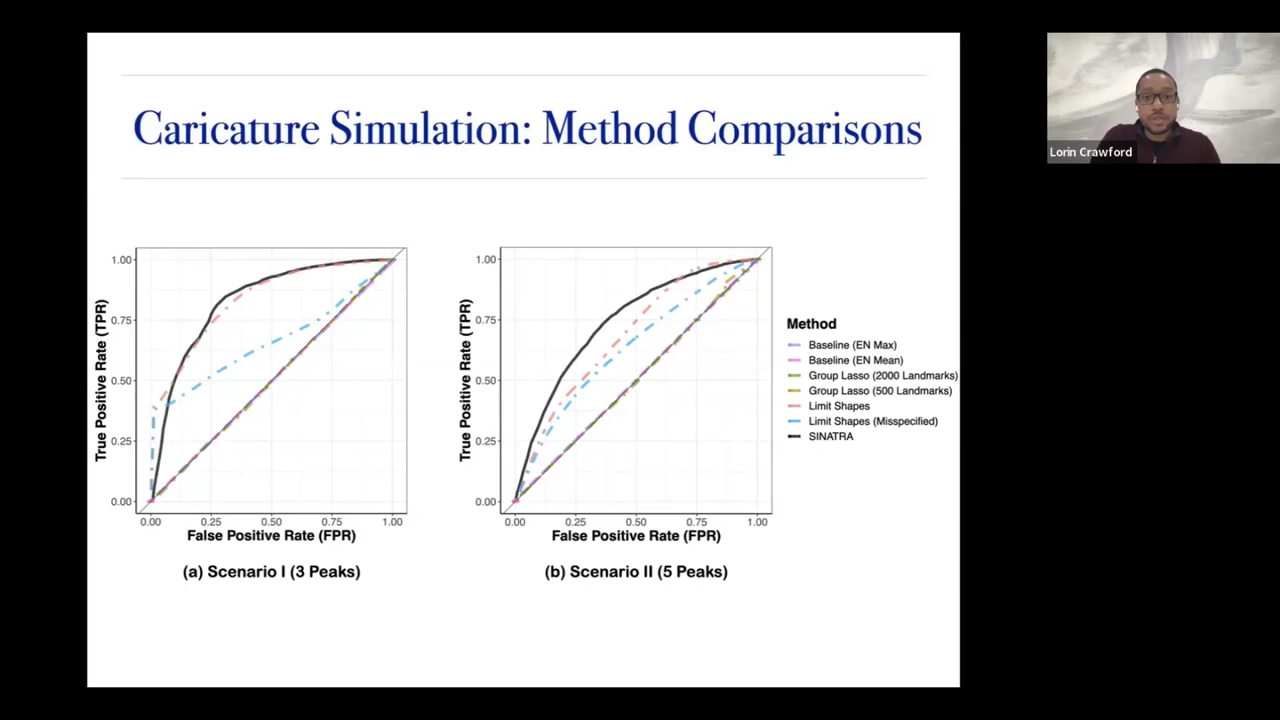 Caricature Simulation: Method Comparisons
Lorin Crawford
1.00
0.75
0.50
0.25
0.00
True Positive Rate (TPR)
0.00 0.25 0.50 0.75 1.00
False Positive Rate (FPR)
(a) Scenario I (3 Peaks)
1.00
0.75
0.50
0.25
0.00
True Positive Rate (TPR)
0.00 0.25 0.50 0.75 1.00
False Positive Rate (FPR)
(b) Scenario II (5 Peaks)
Method
Baseline (EN Max)
Baseline (EN Mean)
Group Lasso (2000 Landmarks)
Group Lasso (500 Landmarks)
Limit Shapes
Limit Shapes (Misspecified)
SINATRA